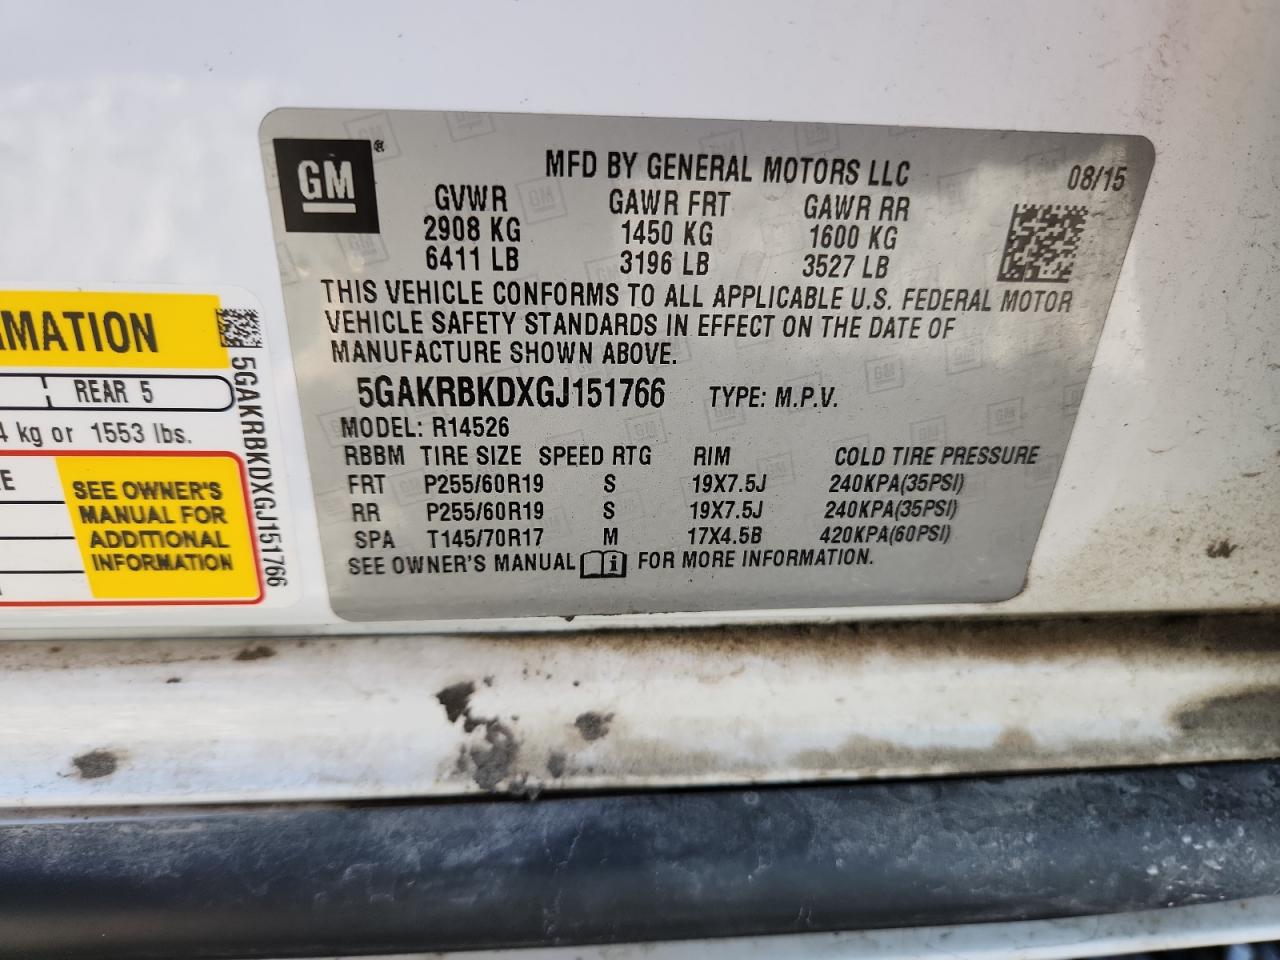 GM®
MFD BY GENERAL MOTORS LLC 08/15
GVWR GAWR FRT GAWR RR
2908 KG 1450 KG 1600 KG
6411 LB 3196 LB 3527 LB
THIS VEHICLE CONFORMS TO ALL APPLICABLE U.S. FEDERAL MOTOR
VEHICLE SAFETY STANDARDS IN EFFECT ON THE DATE OF
MANUFACTURE SHOWN ABOVE.
5GAKRBKDXGJ151766 TYPE: M.P.V.
MODEL: R14526
RBBM TIRE SIZE SPEED RTG RIM COLD TIRE PRESSURE
FRT P255/60R19 S 19X7.5J 240KPA(35PSI)
RR P255/60R19 S 19X7.5J 240KPA(35PSI)
SPA T145/70R17 M 17X4.5B 420KPA(60PSI)
SEE OWNER'S MANUAL i FOR MORE INFORMATION.
MATION
REAR 5
4 kg or 1553 lbs.
E
SEE OWNER'S
MANUAL FOR
ADDITIONAL
INFORMATION
5GAKRBKDXGJ151766